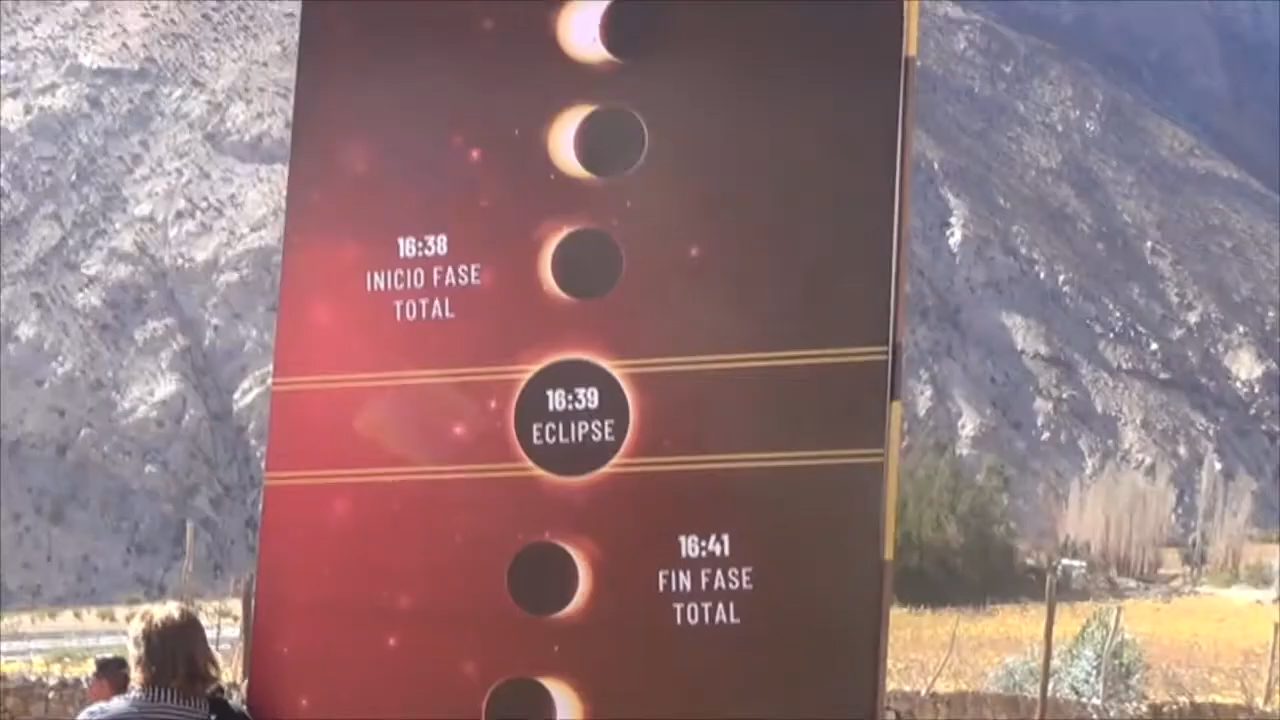 16:38
INICIO FASE
TOTAL
16:39
ECLIPSE
16:41
FIN FASE
TOTAL